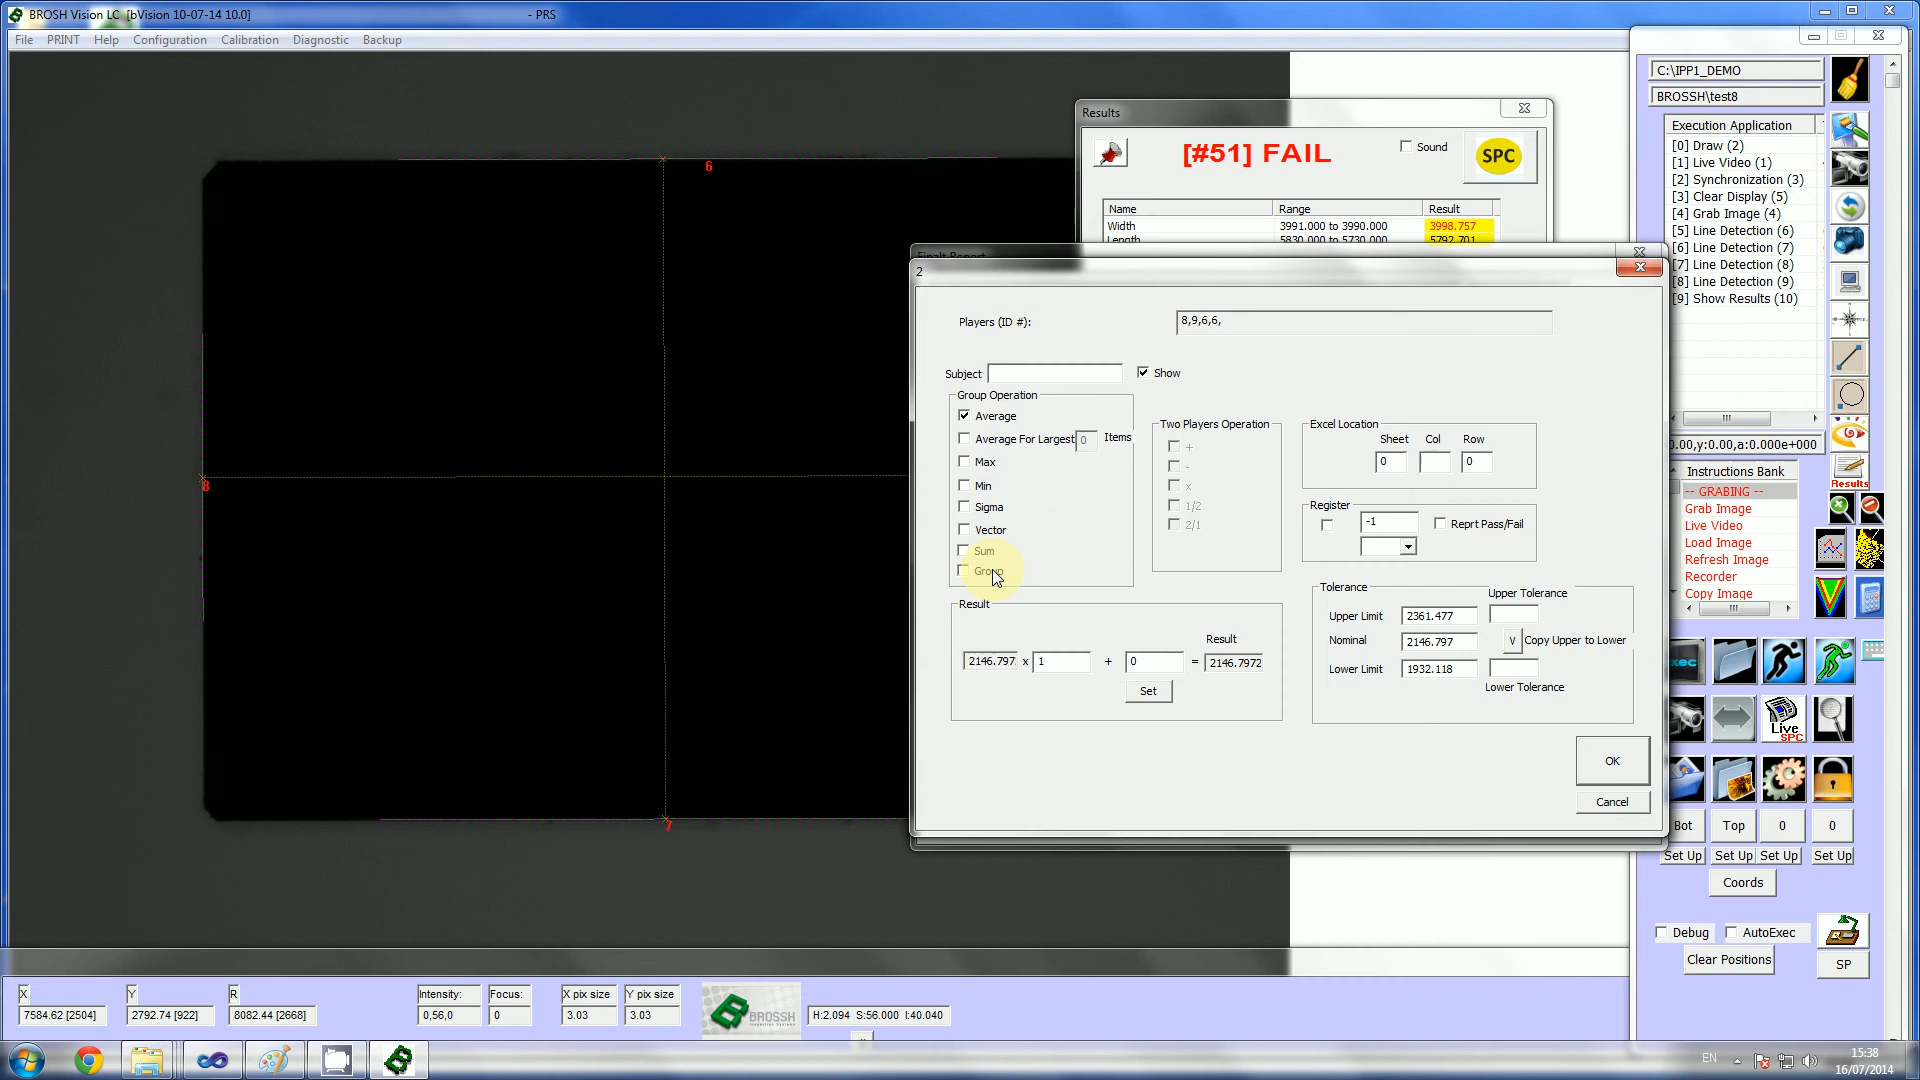 BROSH Vision LC [bVision 10-07-14 10.0]
- PRS
File PRINT Help Configuration Calibration Diagnostic Backup
6
8
7
Results
[#51] FAIL
Sound
SPC
Name Range Result
Width 3991.000 to 3990.000 3998.757
Length 5830.000 to 5730.000 5792.701
2
Players (ID #):
8,9,6,6,
Subject
Show
Group Operation
Average
Average For Largest 0 Items
Max
Min
Sigma
Vector
Sum
Group
Two Players Operation
+
-
x
1/2
2/1
Excel Location
Sheet Col Row
0 0
Register
-1
Reprt Pass/Fail
Result
Result
2146.797 x 1 + 0 = 2146.7972
Set
Tolerance
Upper Tolerance
Upper Limit 2361.477
Nominal 2146.797 V Copy Upper to Lower
Lower Limit 1932.118
Lower Tolerance
OK
Cancel
C:\IPP1_DEMO
BROSSH\test8
Execution Application
[0] Draw (2)
[1] Live Video (1)
[2] Synchronization (3)
[3] Clear Display (5)
[4] Grab Image (4)
[5] Line Detection (6)
[6] Line Detection (7)
[7] Line Detection (8)
[8] Line Detection (9)
[9] Show Results (10)
0.00,y:0.00,a:0.000e+000
Instructions Bank
-- GRABING --
Grab Image
Live Video
Load Image
Refresh Image
Recorder
Copy Image
Results
exec
Live
SPC
Bot Top 0 0
Set Up Set Up Set Up Set Up
Coords
Debug AutoExec
Clear Positions
SP
X Y R Intensity: Focus: X pix size Y pix size
7584.62 [2504] 2792.74 [922] 8082.44 [2668] 0,56,0 0 3.03 3.03
BROSSH
H:2.094 S:56.000 I:40.040
EN
15:38
16/07/2014